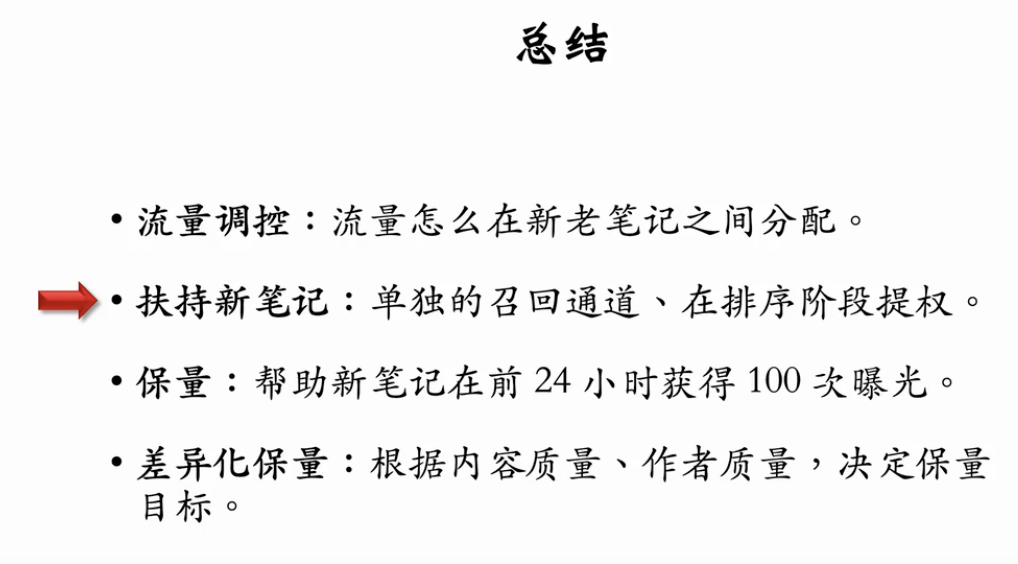 总结
• 流量调控：流量怎么在新老笔记之间分配。
• 扶持新笔记：单独的召回通道、在排序阶段提权。
• 保量：帮助新笔记在前 24 小时获得 100 次曝光。
• 差异化保量：根据内容质量、作者质量，决定保量
目标。